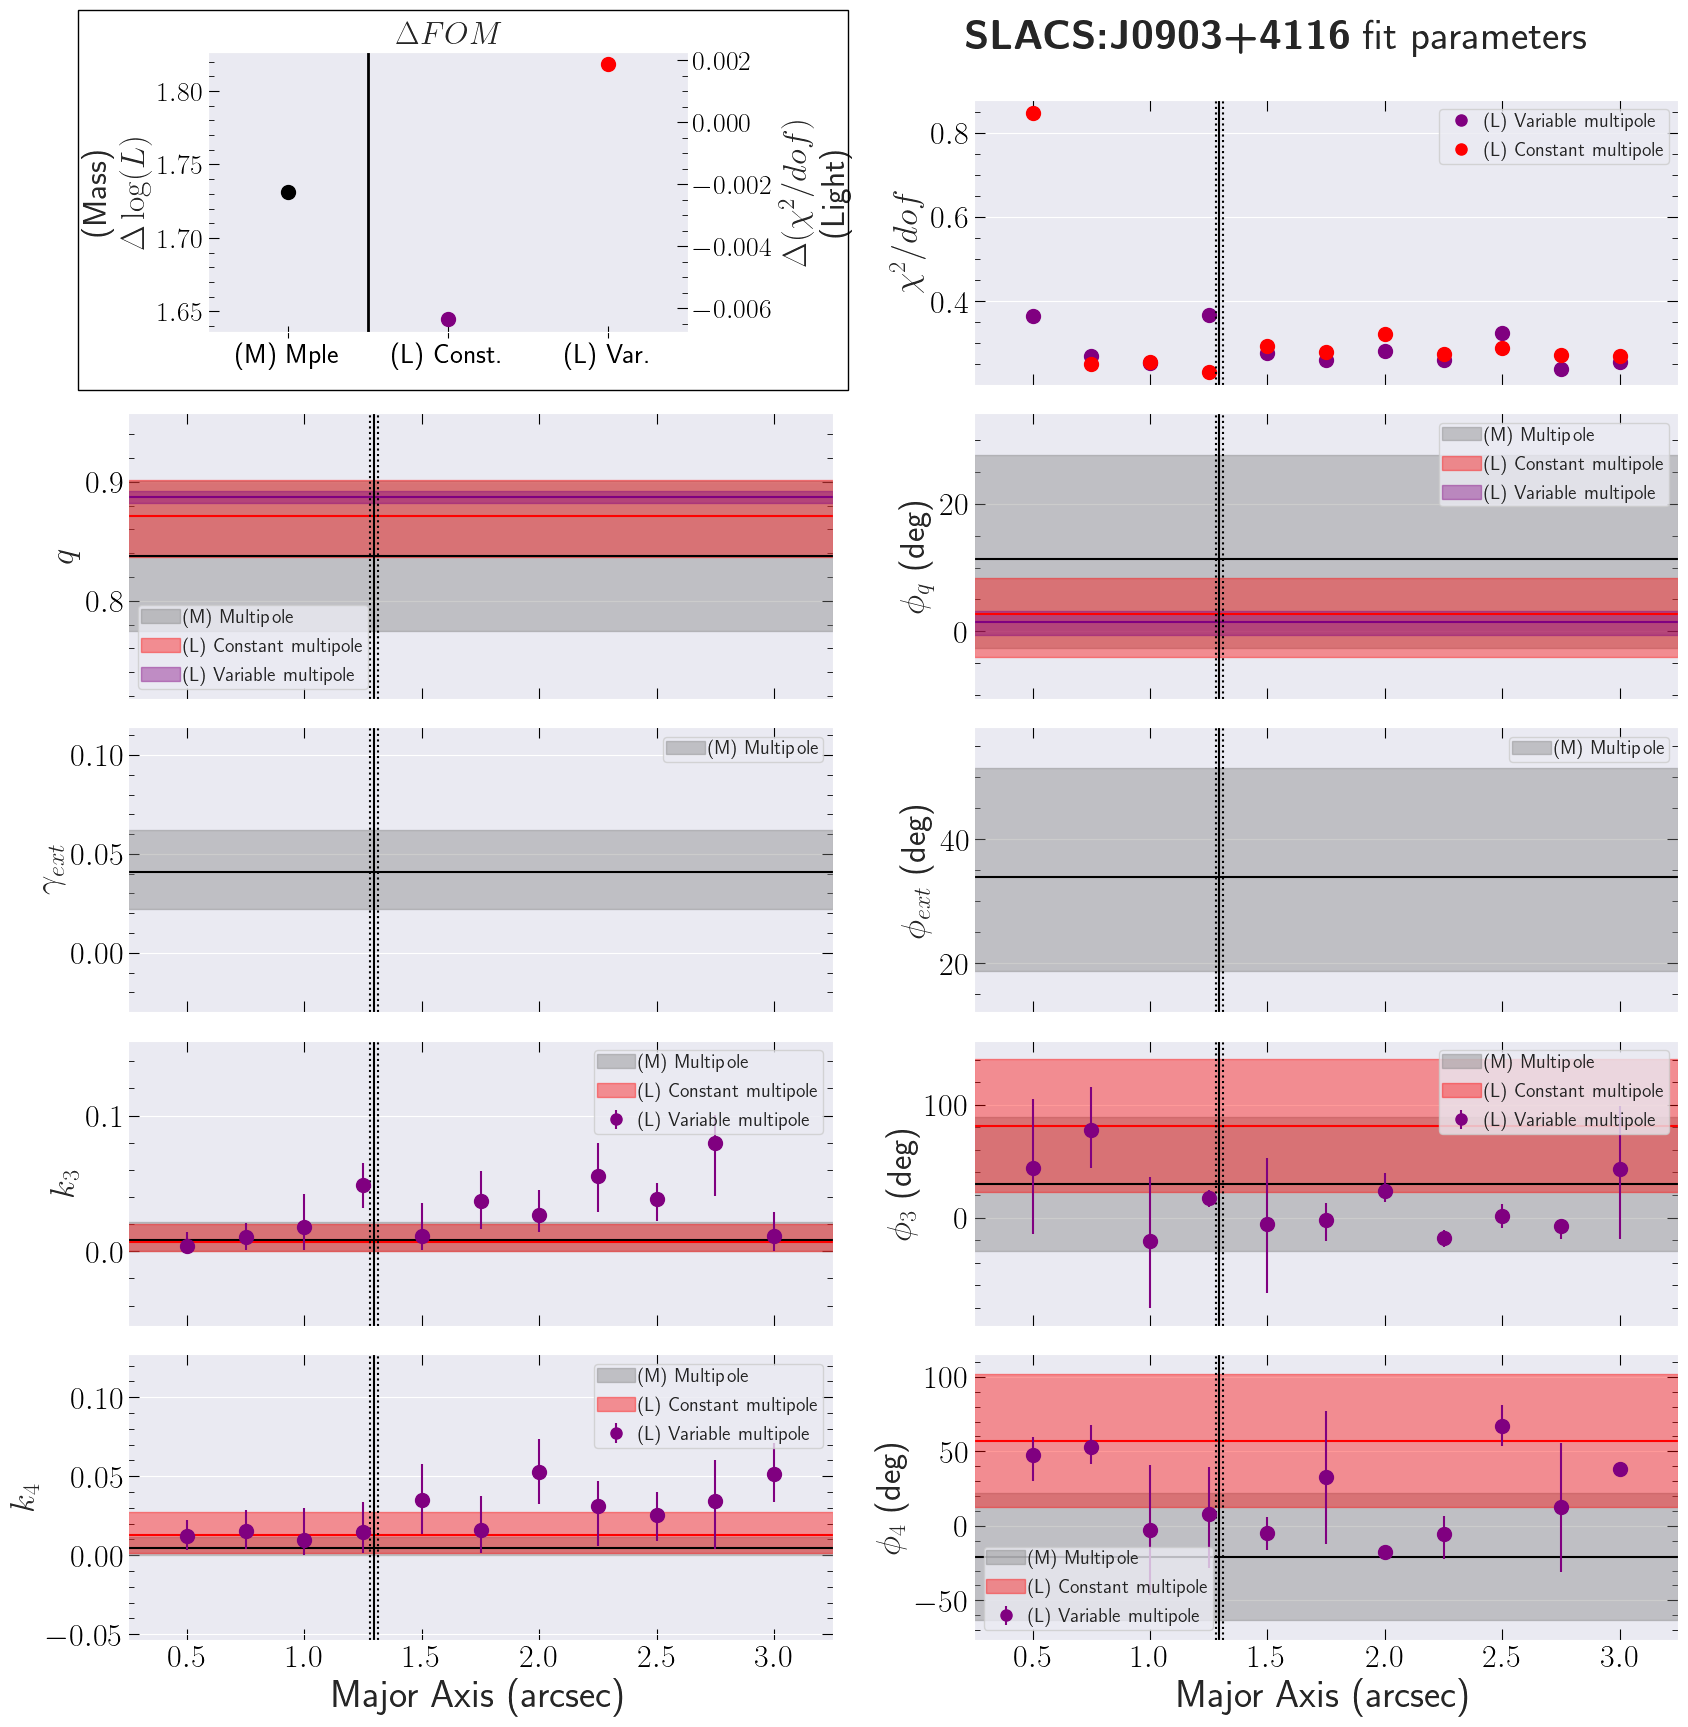 ΔFOM
SLACS:J0903+4116 fit parameters
(Mass)
Δ log(L)
1.80
1.75
1.70
1.65
0.002
0.000
−0.002
−0.004
−0.006
Δ(χ²/dof)
(Light)
(M) Mple
(L) Const.
(L) Var.
χ²/dof
0.8
0.6
0.4
(L) Variable multipole
(L) Constant multipole
q
0.9
0.8
(M) Multipole
(L) Constant multipole
(L) Variable multipole
ϕ_q (deg)
20
0
(M) Multipole
(L) Constant multipole
(L) Variable multipole
γ_ext
0.10
0.05
0.00
(M) Multipole
ϕ_ext (deg)
40
20
(M) Multipole
k₃
0.1
0.0
(M) Multipole
(L) Constant multipole
(L) Variable multipole
ϕ₃ (deg)
100
0
(M) Multipole
(L) Constant multipole
(L) Variable multipole
k₄
0.10
0.05
0.00
−0.05
(M) Multipole
(L) Constant multipole
(L) Variable multipole
0.5 1.0 1.5 2.0 2.5 3.0
Major Axis (arcsec)
ϕ₄ (deg)
100
50
0
−50
(M) Multipole
(L) Constant multipole
(L) Variable multipole
0.5 1.0 1.5 2.0 2.5 3.0
Major Axis (arcsec)